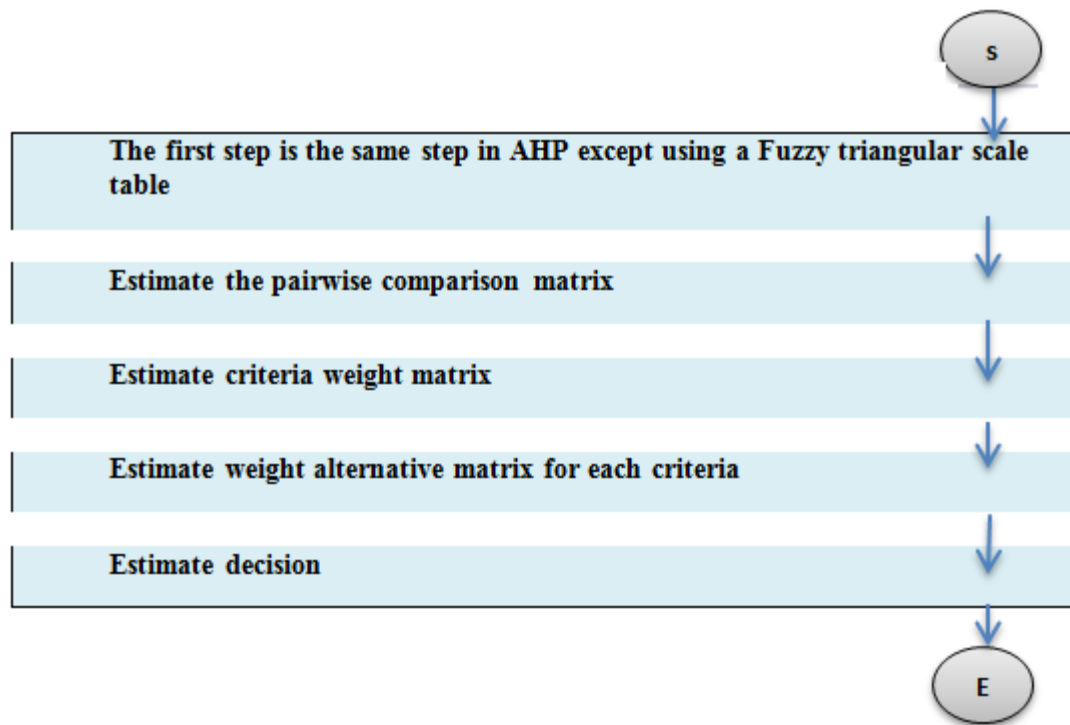 s
The first step is the same step in AHP except using a Fuzzy triangular scale
table
Estimate the pairwise comparison matrix
Estimate criteria weight matrix
Estimate weight alternative matrix for each criteria
Estimate decision
E